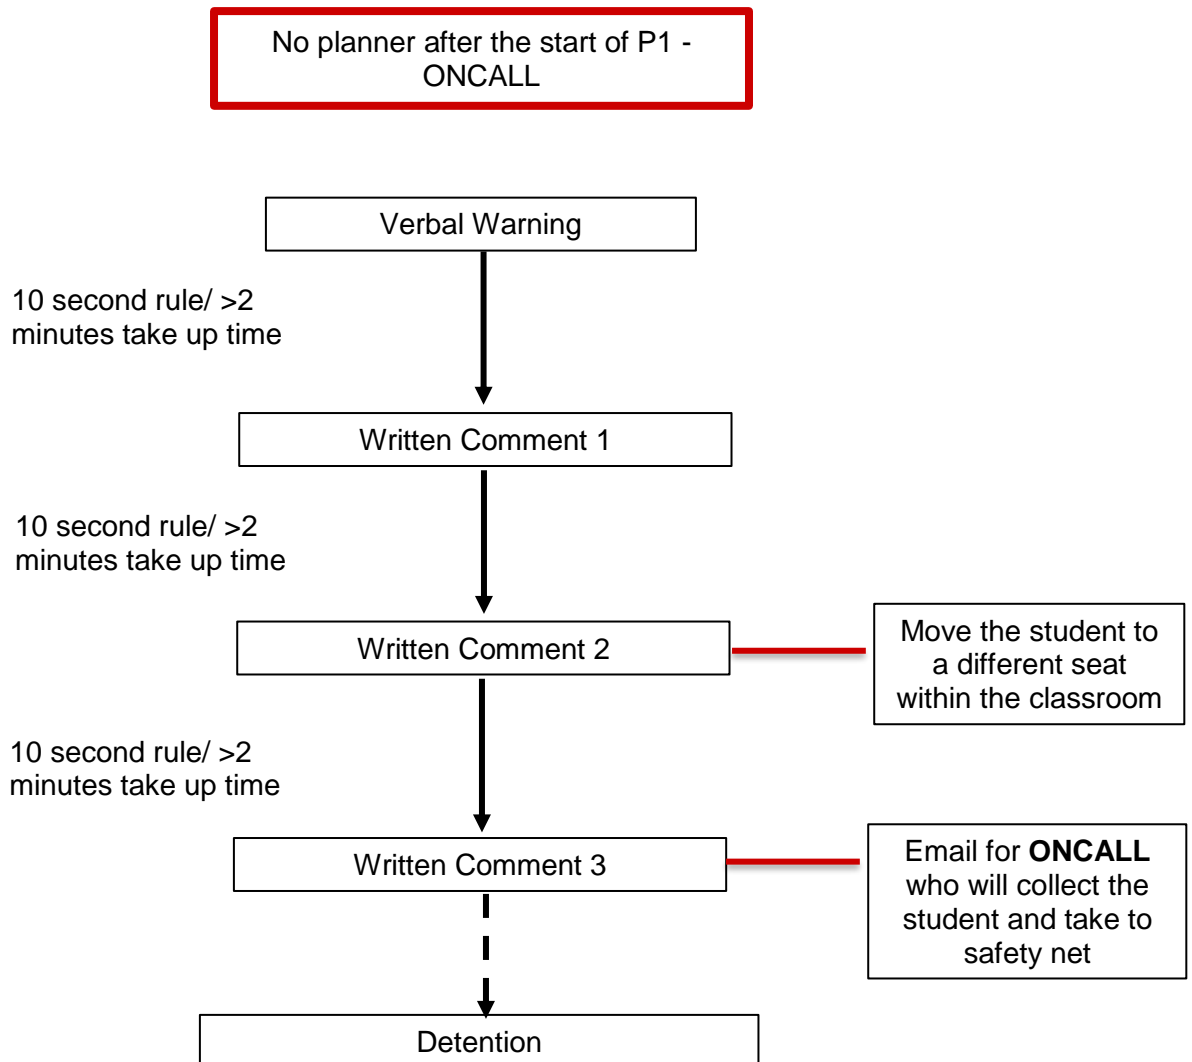 No planner after the start of P1 -
ONCALL
Verbal Warning
10 second rule/ >2
minutes take up time
Written Comment 1
10 second rule/ >2
minutes take up time
Written Comment 2
Move the student to
a different seat
within the classroom
10 second rule/ >2
minutes take up time
Written Comment 3
Email for ONCALL
who will collect the
student and take to
safety net
Detention